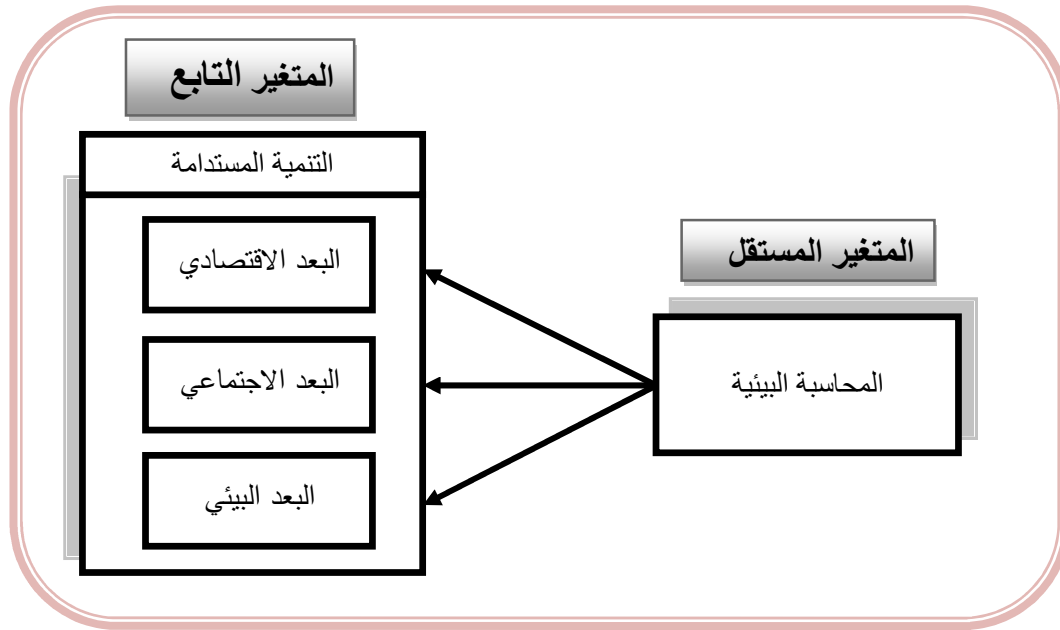 المتغير التابع
التنمية المستدامة
البعد الاقتصادي
المتغير المستقل
البعد الاجتماعي
المحاسبة البيئية
البعد البيئي